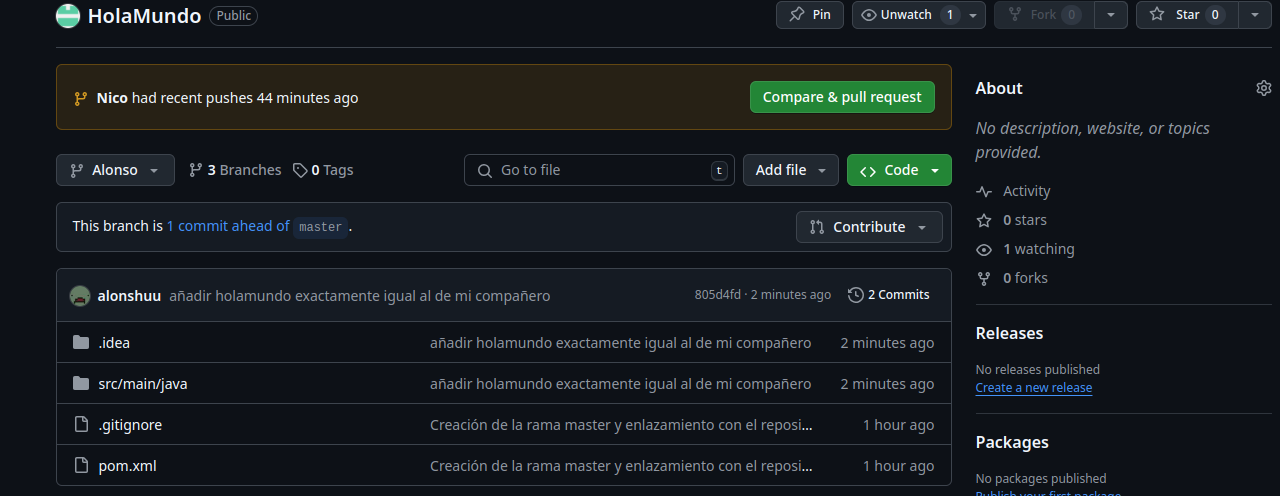 HolaMundo Public Pin Unwatch 1 Fork 0 Star 0
Nico had recent pushes 44 minutes ago Compare & pull request
Alonso 3 Branches 0 Tags Go to file t Add file Code
This branch is 1 commit ahead of master . Contribute
alonshuu añadir holamundo exactamente igual al de mi compañero 805d4fd · 2 minutes ago 2 Commits
.idea añadir holamundo exactamente igual al de mi compañero 2 minutes ago
src/main/java añadir holamundo exactamente igual al de mi compañero 2 minutes ago
.gitignore Creación de la rama master y enlazamiento con el reposi... 1 hour ago
pom.xml Creación de la rama master y enlazamiento con el reposi... 1 hour ago
About
No description, website, or topics
provided.
Activity
0 stars
1 watching
0 forks
Releases
No releases published
Create a new release
Packages
No packages published
Publish your first package